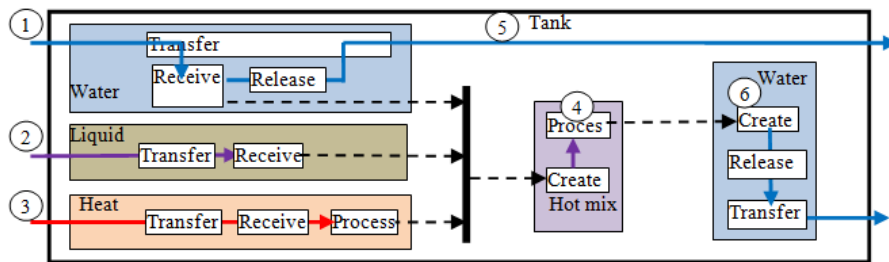 1
5
Tank
Transfer
Receive
Release
Water
2
Liquid
Transfer
Receive
3
Heat
Transfer
Receive
Process
4
Proces
Create
Hot mix
Water
6
Create
Release
Transfer